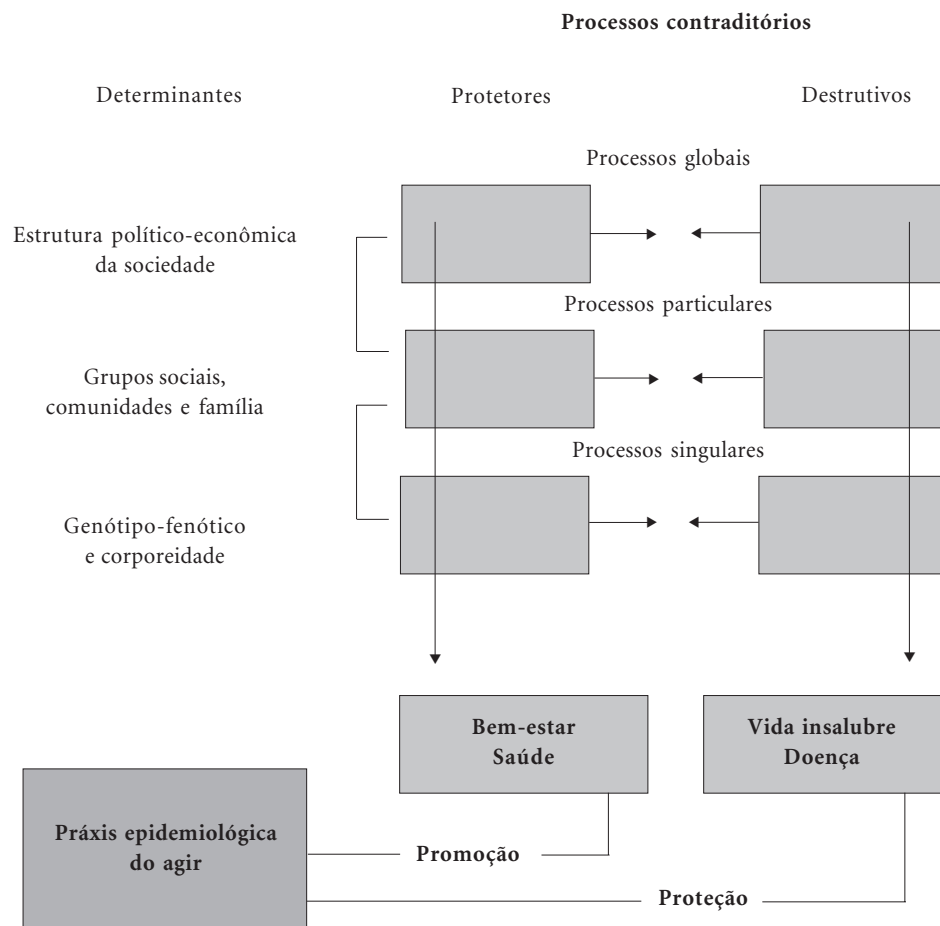 Processos contraditórios
Determinantes
Protetores
Destrutivos
Processos globais
Estrutura político-econômica
da sociedade
Processos particulares
Grupos sociais,
comunidades e família
Processos singulares
Genótipo-fenótico
e corporeidade
Bem-estar
Saúde
Vida insalubre
Doença
Práxis epidemiológica
do agir
Promoção
Proteção